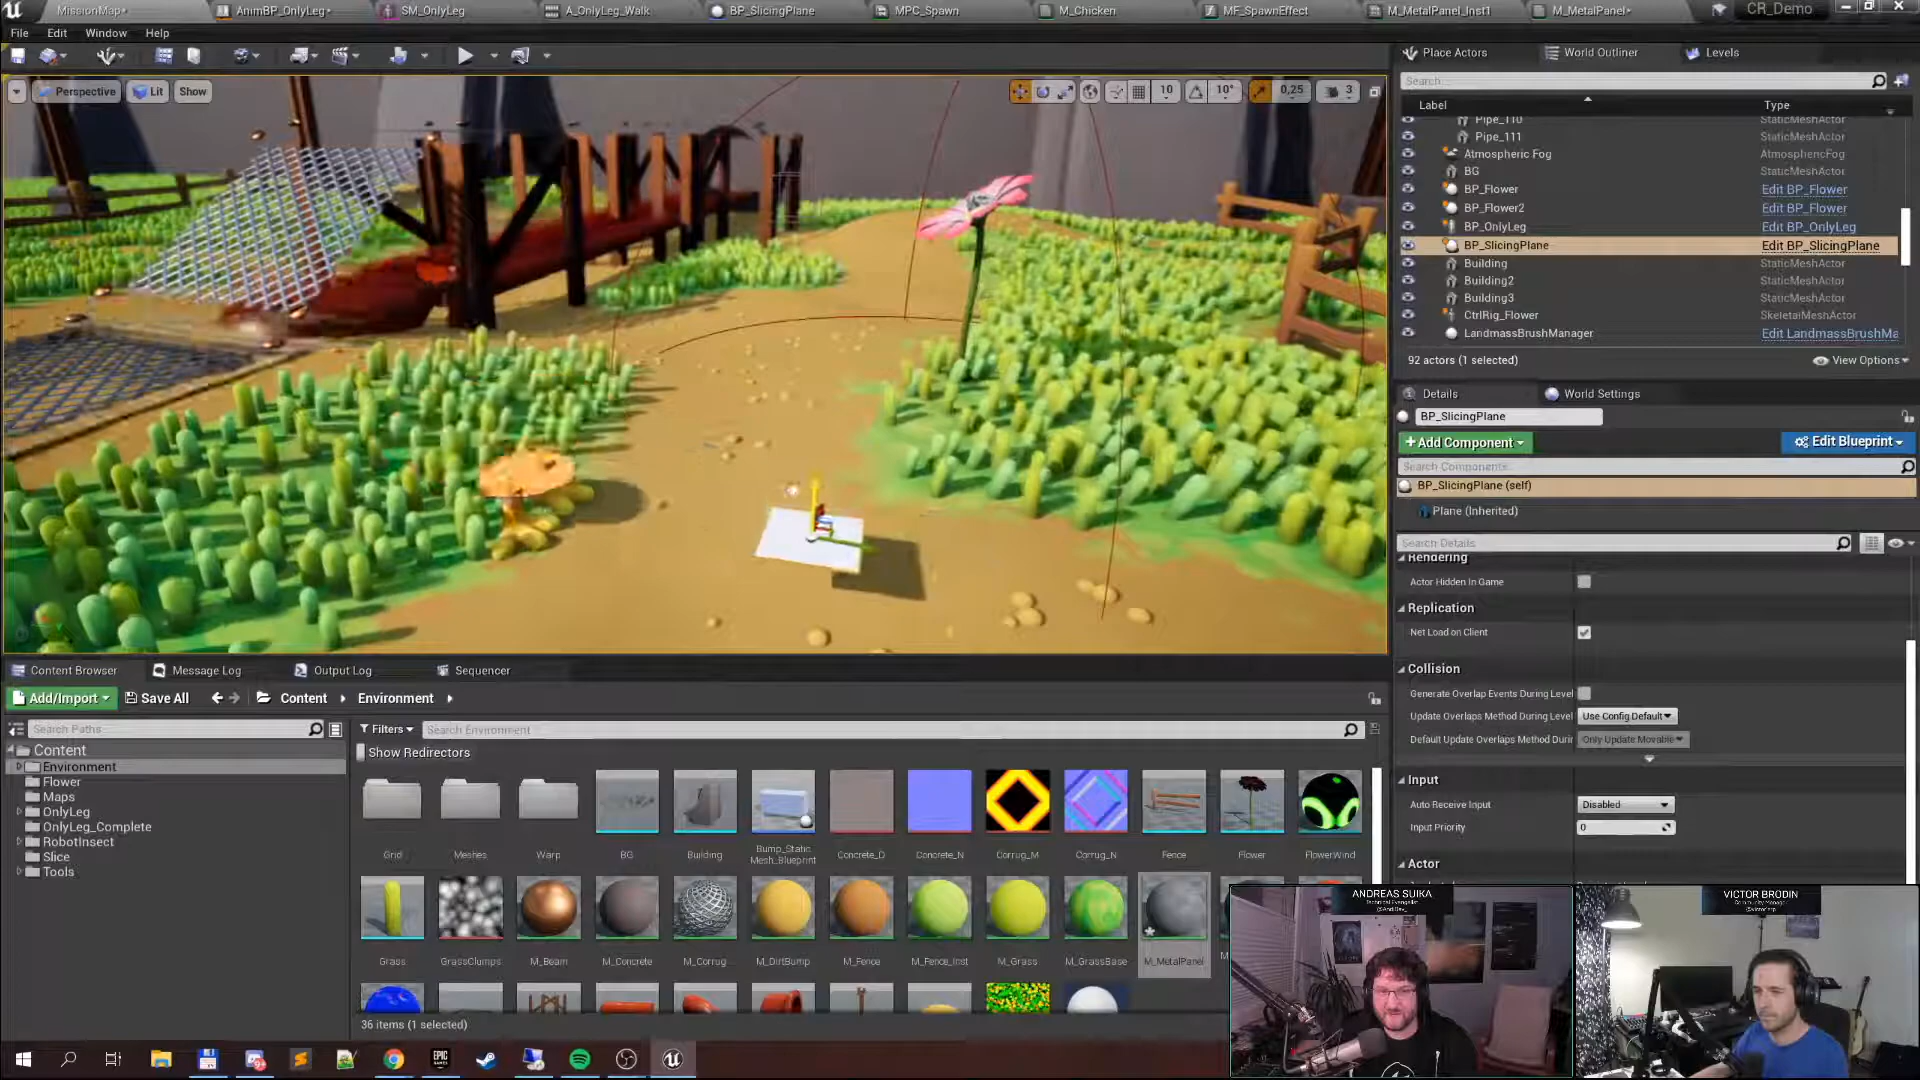 MissionMap•
AnimBP_OnlyLeg•
SM_OnlyLeg
A_OnlyLeg_Walk
BP_SlicingPlane
MPC_Spawn
M_Chicken
MF_SpawnEffect
M_MetalPanel_Inst1
M_MetalPanel•
CR_Demo
File
Edit
Window
Help
Perspective
Lit
Show
10
10°
0,25
3
Place Actors
World Outliner
Levels
Search...
Label
Type
Pipe_110
StaticMeshActor
Pipe_111
StaticMeshActor
Atmospheric Fog
AtmosphericFog
BG
StaticMeshActor
BP_Flower
Edit BP_Flower
BP_Flower2
Edit BP_Flower
BP_OnlyLeg
Edit BP_OnlyLeg
BP_SlicingPlane
Edit BP_SlicingPlane
Building
StaticMeshActor
Building2
StaticMeshActor
Building3
StaticMeshActor
CtrlRig_Flower
SkeletalMeshActor
LandmassBrushManager
Edit LandmassBrushMa
92 actors (1 selected)
View Options
Details
World Settings
BP_SlicingPlane
+Add Component
Edit Blueprint
Search Components
BP_SlicingPlane (self)
Plane (Inherited)
Search Details
Rendering
Actor Hidden In Game
Replication
Net Load on Client
Collision
Generate Overlap Events During Level
Update Overlaps Method During Level
Use Config Default
Default Update Overlaps Method Durin
Only Update Movable
Input
Auto Receive Input
Disabled
Input Priority
0
Actor
Content Browser
Message Log
Output Log
Sequencer
Add/Import
Save All
Content
Environment
Search Paths
Filters
Search Environment
Show Redirectors
Content
Environment
Flower
Maps
OnlyLeg
OnlyLeg_Complete
RobotInsect
Slice
Tools
Grid
Meshes
Warp
BG
Building
Bump_Static
Mesh_Blueprint
Concrete_D
Concrete_N
Corrug_M
Corrug_N
Fence
Flower
FlowerWind
Grass
GrassClumps
M_Beam
M_Concrete
M_Corrug
M_DirtBump
M_Fence
M_Fence_Inst
M_Grass
M_GrassBase
M_MetalPanel
36 items (1 selected)
ANDREAS SUIKA
Technical Evangelist
VICTOR BRODIN
Community Manager
EPIC
GAMES